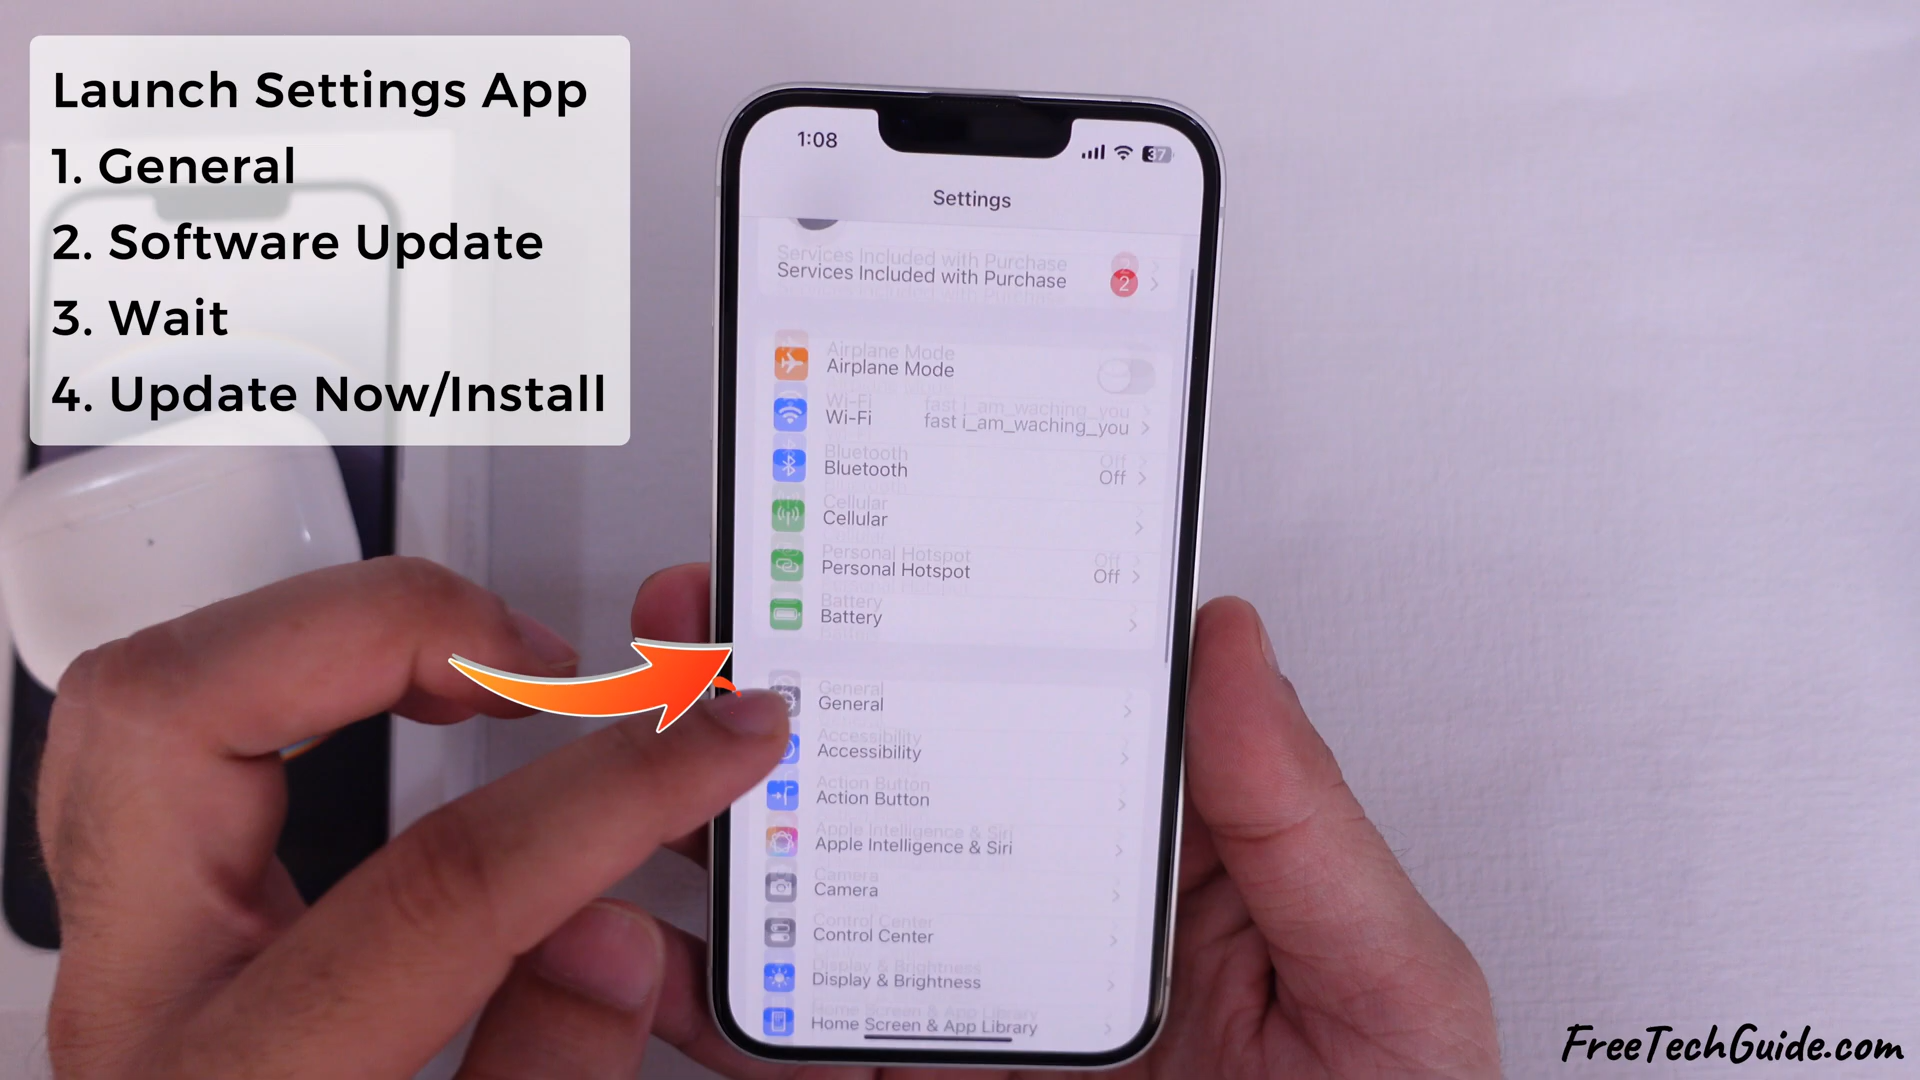 Launch Settings App
1. General
2. Software Update
3. Wait
4. Update Now/Install
1:08
37
Settings
Services Included with Purchase
2
Airplane Mode
Wi-Fi fast i_am_waching_you
Bluetooth Off
Cellular
Personal Hotspot Off
Battery
General
Accessibility
Action Button
Apple Intelligence & Siri
Camera
Control Center
Display & Brightness
Home Screen & App Library
FreeTechGuide.com